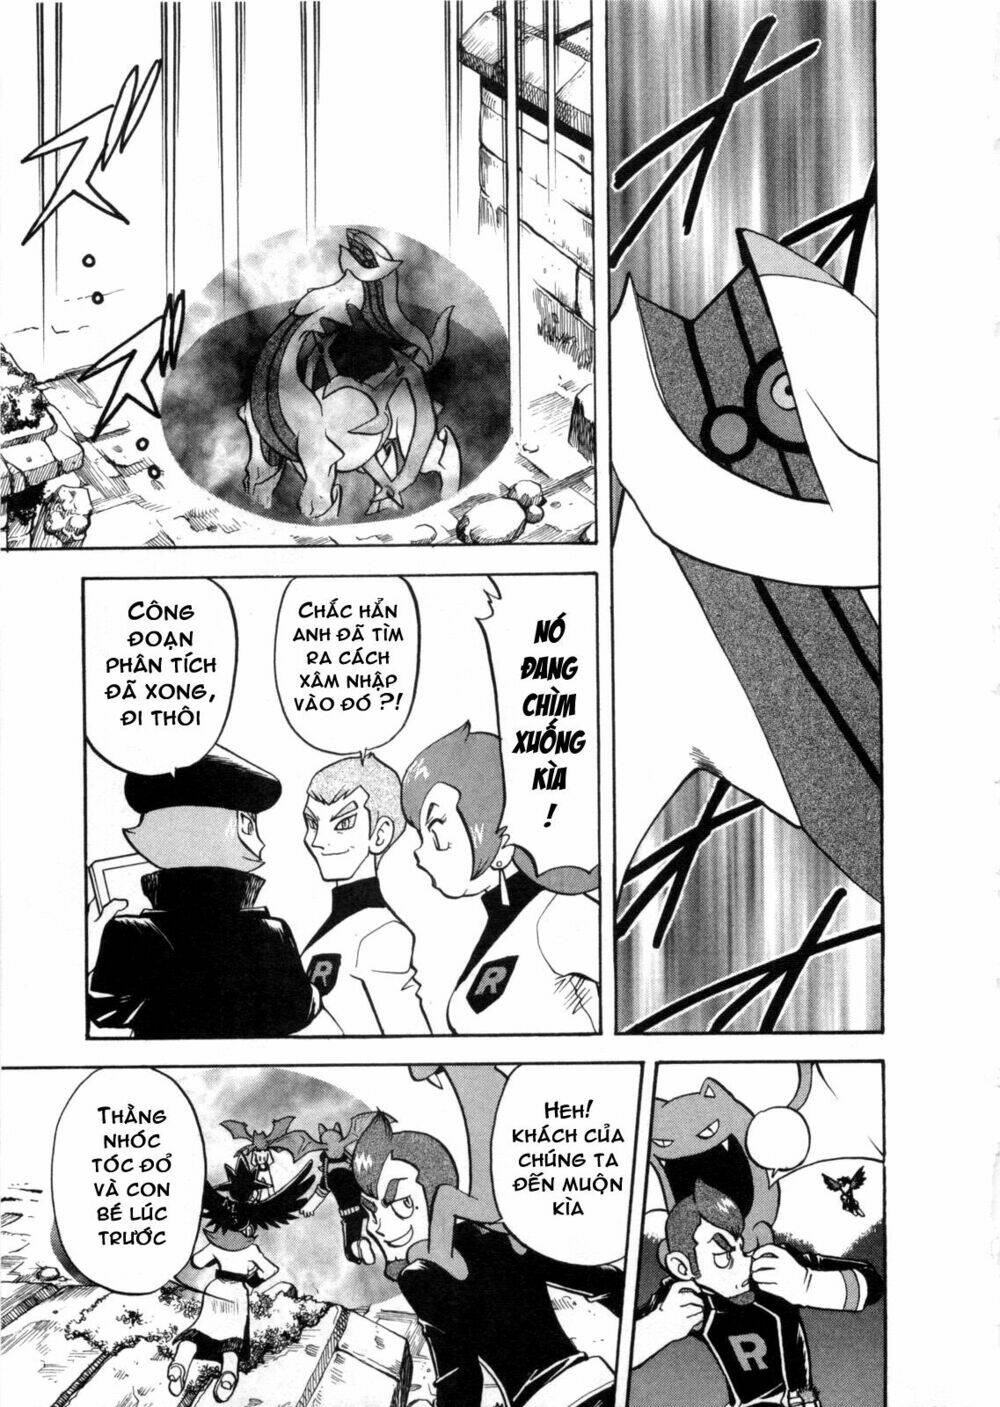 ズ
ズ
NÓ
ĐANG
CHÌM
XUỐNG
KÌA
!
CHẮC HẲN
ANH ĐÃ TÌM
RA CÁCH
XÂM NHẬP
VÀO ĐÓ ?!
CÔNG
ĐOẠN
PHÂN TÍCH
ĐÃ XONG,
ĐI THÔI
R
R
HEH!
KHÁCH CỦA
CHÚNG TA
ĐẾN MUỘN
KÌA
THẰNG
NHÓC
TÓC ĐỎ
VÀ CON
BÉ LÚC
TRƯỚC
R